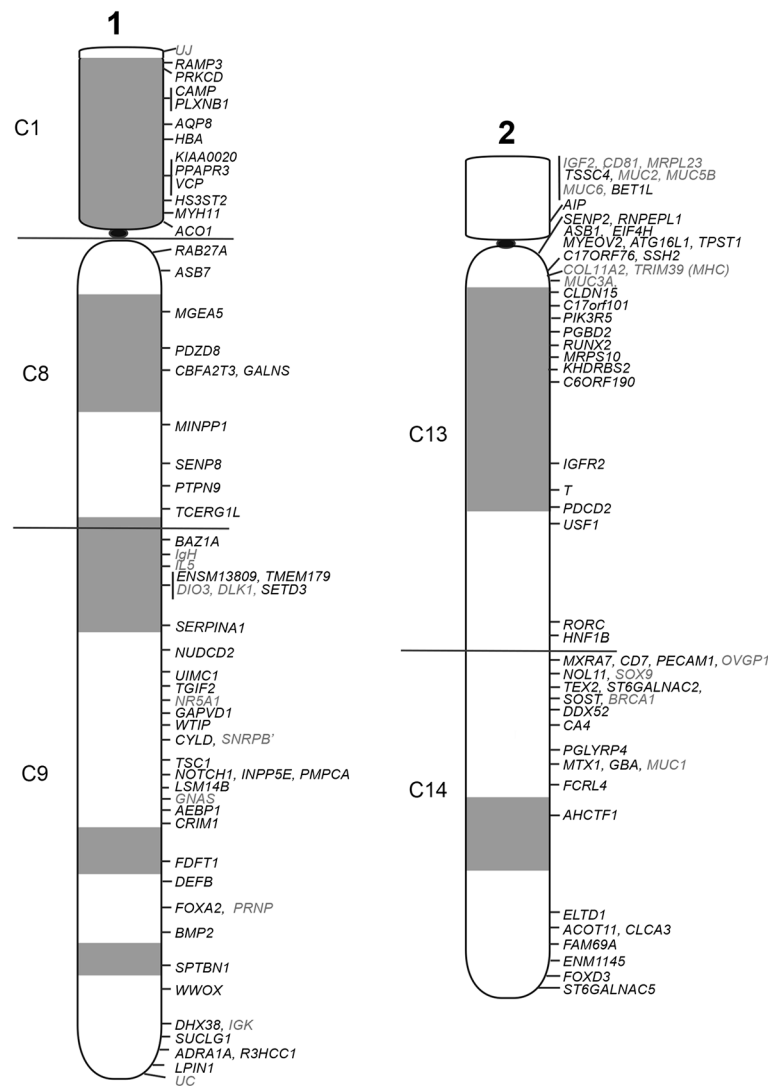 1
UJ
RAMP3
PRKCD
CAMP
PLXNB1
C1
AQP8
HBA
KIAA0020
PPAPR3
VCP
HS3ST2
MYH11
ACO1
RAB27A
ASB7
MGEA5
PDZD8
C8
CBFA2T3, GALNS
MINPP1
SENP8
PTPN9
TCERG1L
BAZ1A
IgH
IL5
ENSM13809, TMEM179
DIO3, DLK1, SETD3
SERPINA1
NUDCD2
UIMC1
TGIF2
NR5A1
GAPVD1
WTIP
CYLD, SNRPB'
C9
TSC1
NOTCH1, INPP5E, PMPCA
LSM14B
GNAS
AEBP1
CRIM1
FDFT1
DEFB
FOXA2, PRNP
BMP2
SPTBN1
WWOX
DHX38, IGK
SUCLG1
ADRA1A, R3HCC1
LPIN1
UC
2
IGF2, CD81, MRPL23
TSSC4, MUC2, MUC5B
MUC6, BET1L
AIP
SENP2, RNPEPL1
ASB1, EIF4H
MYEOV2, ATG16L1, TPST1
C17ORF76, SSH2
COL11A2, TRIM39 (MHC)
MUC3A,
CLDN15
C17orf101
PIK3R5
PGBD2
RUNX2
MRPS10
KHDRBS2
C6ORF190
C13
IGFR2
T
PDCD2
USF1
RORC
HNF1B
MXRA7, CD7, PECAM1, OVGP1
NOL11, SOX9
TEX2, ST6GALNAC2,
SOST, BRCA1
DDX52
CA4
PGLYRP4
MTX1, GBA, MUC1
C14
FCRL4
AHCTF1
ELTD1
ACOT11, CLCA3
FAM69A
ENM1145
FOXD3
ST6GALNAC5